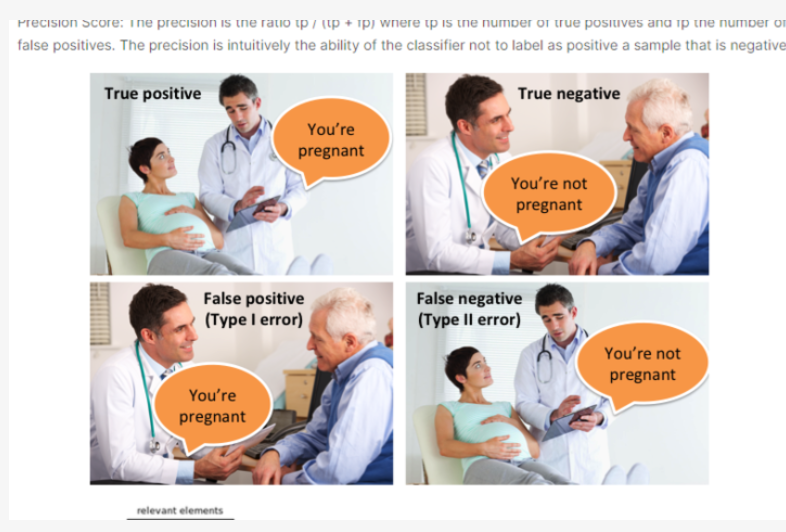 Precision Score: The precision is the ratio tp / (tp + fp) where tp is the number of true positives and fp the number of
false positives. The precision is intuitively the ability of the classifier not to label as positive a sample that is negative
True positive
You're
pregnant
True negative
You're not
pregnant
False positive
(Type I error)
You're
pregnant
False negative
(Type II error)
You're not
pregnant
relevant elements